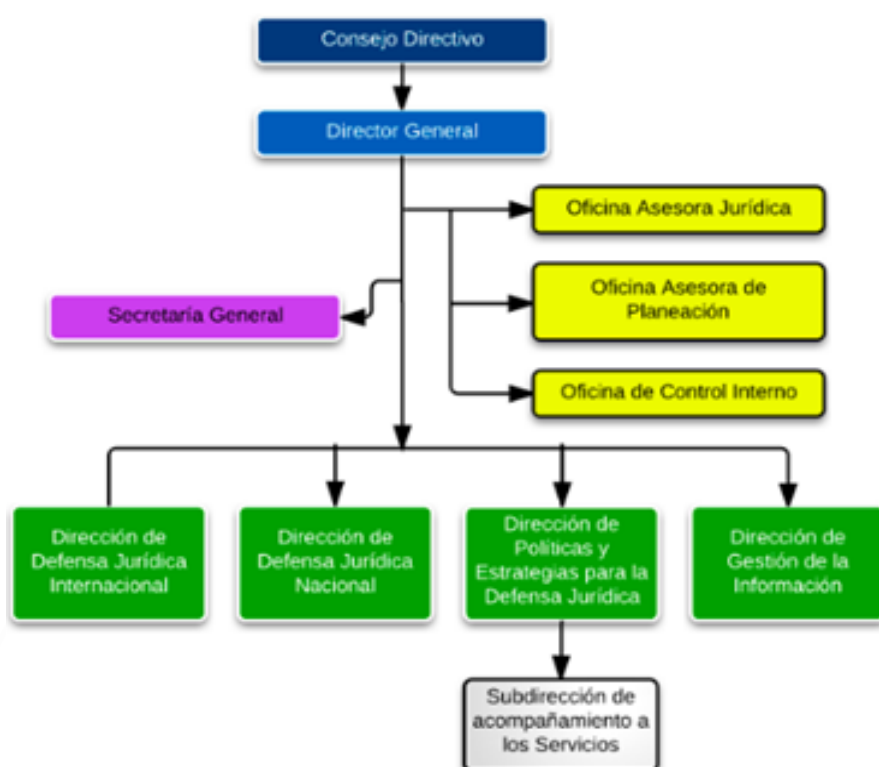 Consejo Directivo
Director General
Oficina Asesora Jurídica
Oficina Asesora de
Planeación
Secretaría General
Oficina de Control Interno
Dirección de
Defensa Jurídica
Internacional
Dirección de
Defensa Jurídica
Nacional
Dirección de
Políticas y
Estrategias para la
Defensa Jurídica
Dirección de
Gestión de la
Información
Subdirección de
acompañamiento a
los Servicios